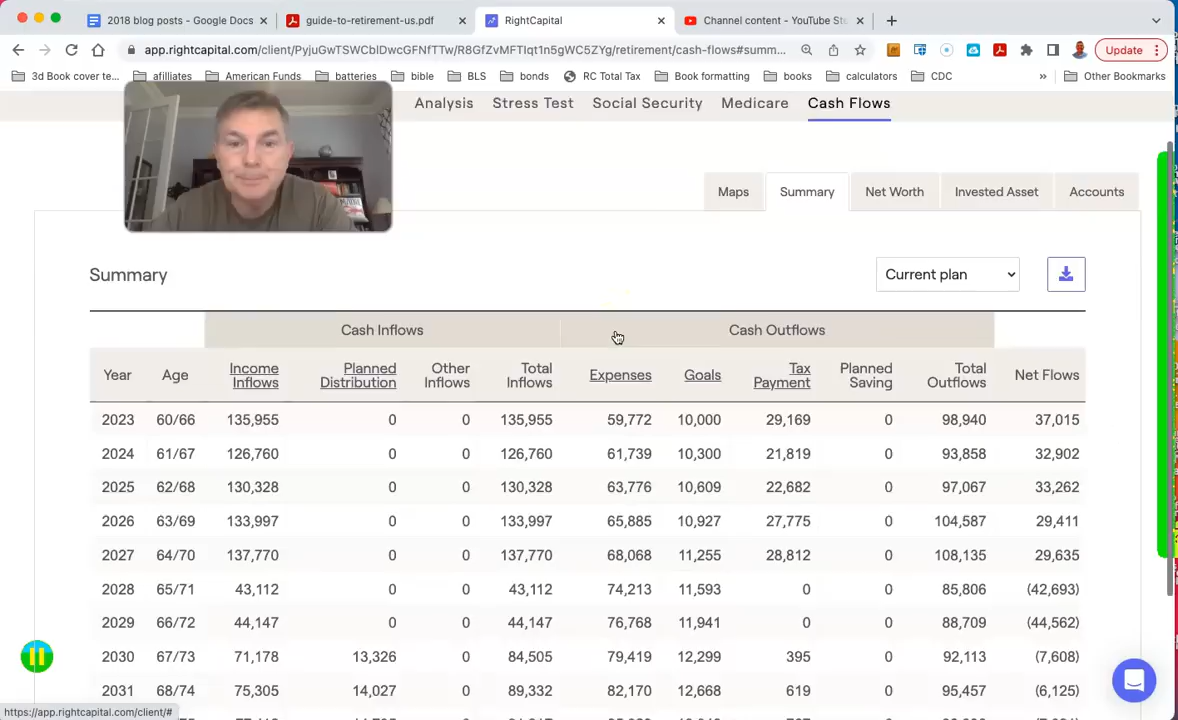 2018 blog posts - Google Docs
guide-to-retirement-us.pdf
RightCapital
Channel content - YouTube St
app.rightcapital.com/client/PyjuGwTSWCblDwcGFNfTTw/R8GfZvMFTIqt1n5gWC5ZYg/retirement/cash-flows#summ...
Update
3d Book cover te...
afilliates
American Funds
batteries
bible
BLS
bonds
RC Total Tax
Book formatting
books
calculators
CDC
»
Other Bookmarks
Analysis
Stress Test
Social Security
Medicare
Cash Flows
Maps
Summary
Net Worth
Invested Asset
Accounts
Summary
Current plan
Cash Inflows
Cash Outflows
Year Age Income Inflows Planned Distribution Other Inflows Total Inflows Expenses Goals Tax Payment Planned Saving Total Outflows Net Flows
2023 60/66 135,955 0 0 135,955 59,772 10,000 29,169 0 98,940 37,015
2024 61/67 126,760 0 0 126,760 61,739 10,300 21,819 0 93,858 32,902
2025 62/68 130,328 0 0 130,328 63,776 10,609 22,682 0 97,067 33,262
2026 63/69 133,997 0 0 133,997 65,885 10,927 27,775 0 104,587 29,411
2027 64/70 137,770 0 0 137,770 68,068 11,255 28,812 0 108,135 29,635
2028 65/71 43,112 0 0 43,112 74,213 11,593 0 0 85,806 (42,693)
2029 66/72 44,147 0 0 44,147 76,768 11,941 0 0 88,709 (44,562)
2030 67/73 71,178 13,326 0 84,505 79,419 12,299 395 0 92,113 (7,608)
2031 68/74 75,305 14,027 0 89,332 82,170 12,668 619 0 95,457 (6,125)
https://app.rightcapital.com/client/#